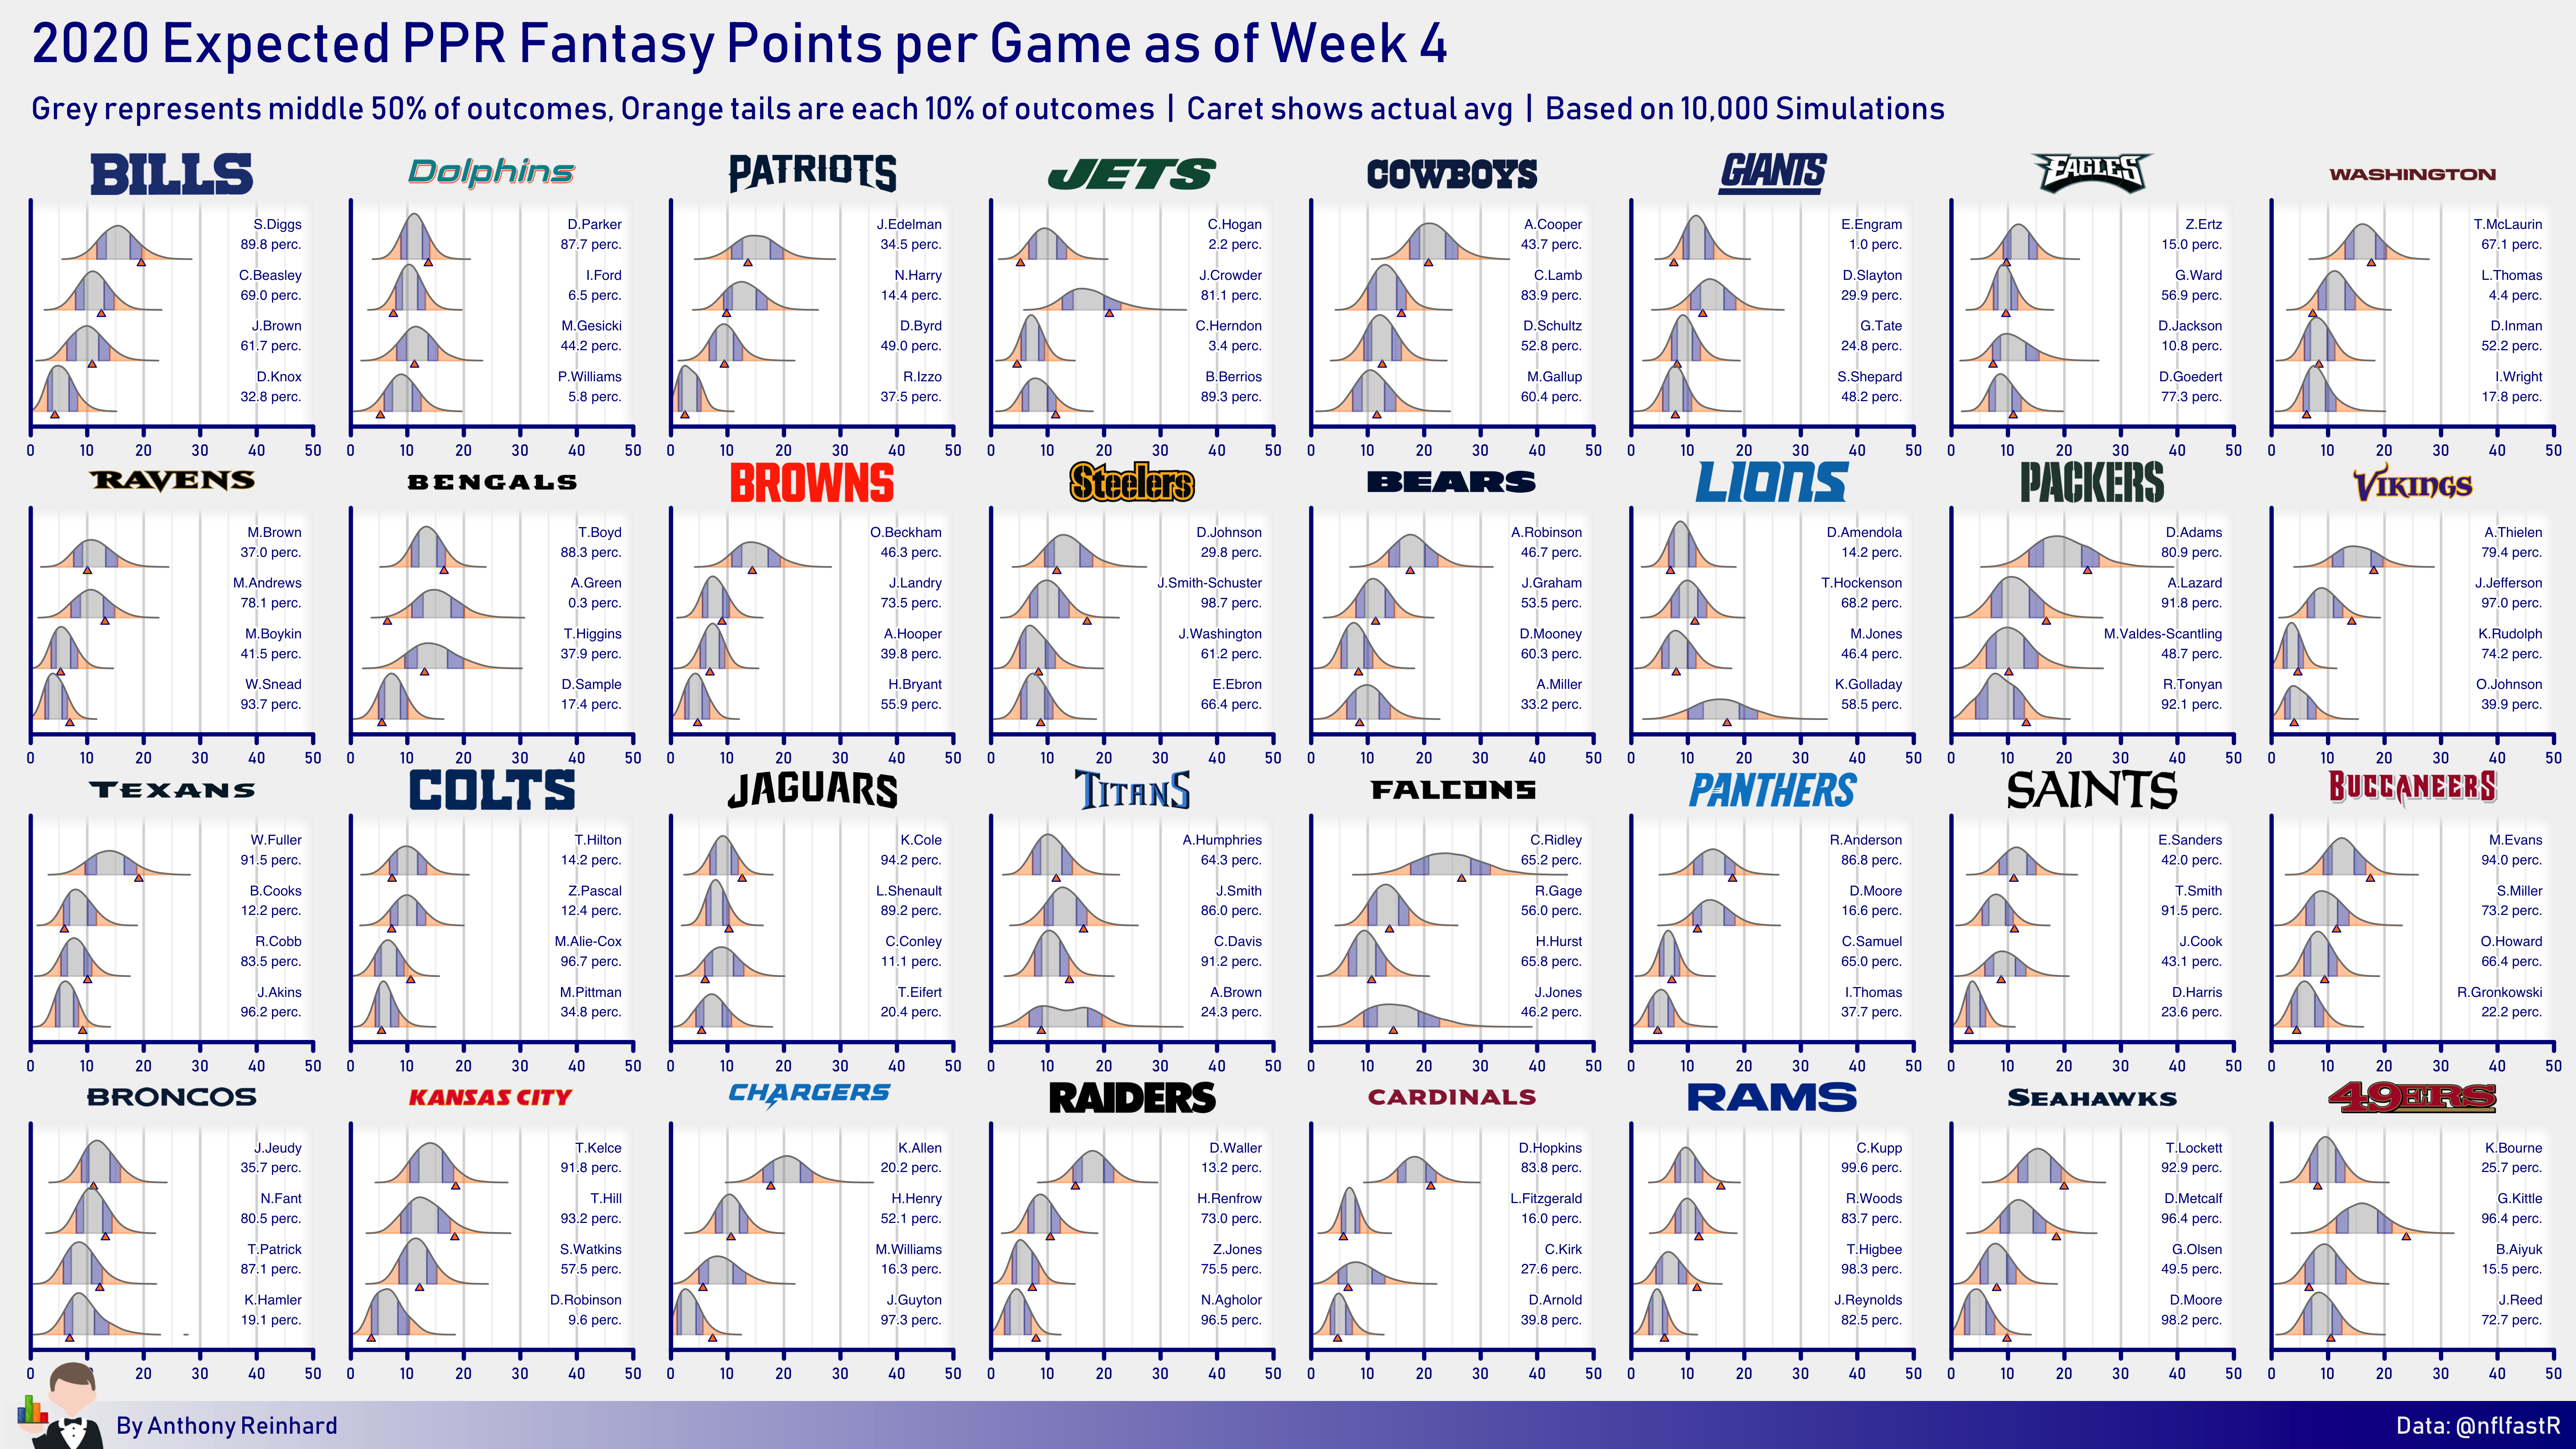 2020 Expected PPR Fantasy Points per Game as of Week 4
Grey represents middle 50% of outcomes, Orange tails are each 10% of outcomes | Caret shows actual avg | Based on 10,000 Simulations
BILLS
S.Diggs
89.8 perc.
C.Beasley
69.0 perc.
J.Brown
61.7 perc.
D.Knox
32.8 perc.
0 10 20 30 40 50
Dolphins
D.Parker
87.7 perc.
I.Ford
6.5 perc.
M.Gesicki
44.2 perc.
P.Williams
5.8 perc.
0 10 20 30 40 50
PATRIOTS
J.Edelman
34.5 perc.
N.Harry
14.4 perc.
D.Byrd
49.0 perc.
R.Izzo
37.5 perc.
0 10 20 30 40 50
JETS
C.Hogan
2.2 perc.
J.Crowder
81.1 perc.
C.Herndon
3.4 perc.
B.Berrios
89.3 perc.
0 10 20 30 40 50
COWBOYS
A.Cooper
43.7 perc.
C.Lamb
83.9 perc.
D.Schultz
52.8 perc.
M.Gallup
60.4 perc.
0 10 20 30 40 50
GIANTS
E.Engram
1.0 perc.
D.Slayton
29.9 perc.
G.Tate
24.8 perc.
S.Shepard
48.2 perc.
0 10 20 30 40 50
EAGLES
Z.Ertz
15.0 perc.
G.Ward
56.9 perc.
D.Jackson
10.8 perc.
D.Goedert
77.3 perc.
0 10 20 30 40 50
WASHINGTON
T.McLaurin
67.1 perc.
L.Thomas
4.4 perc.
D.Inman
52.2 perc.
I.Wright
17.8 perc.
0 10 20 30 40 50
RAVENS
M.Brown
37.0 perc.
M.Andrews
78.1 perc.
M.Boykin
41.5 perc.
W.Snead
93.7 perc.
0 10 20 30 40 50
BENGALS
T.Boyd
88.3 perc.
A.Green
0.3 perc.
T.Higgins
37.9 perc.
D.Sample
17.4 perc.
0 10 20 30 40 50
BROWNS
O.Beckham
46.3 perc.
J.Landry
73.5 perc.
A.Hooper
39.8 perc.
H.Bryant
55.9 perc.
0 10 20 30 40 50
Steelers
D.Johnson
29.8 perc.
J.Smith-Schuster
98.7 perc.
J.Washington
61.2 perc.
E.Ebron
66.4 perc.
0 10 20 30 40 50
BEARS
A.Robinson
46.7 perc.
J.Graham
53.5 perc.
D.Mooney
60.3 perc.
A.Miller
33.2 perc.
0 10 20 30 40 50
LIONS
D.Amendola
14.2 perc.
T.Hockenson
68.2 perc.
M.Jones
46.4 perc.
K.Golladay
58.5 perc.
0 10 20 30 40 50
PACKERS
D.Adams
80.9 perc.
A.Lazard
91.8 perc.
M.Valdes-Scantling
48.7 perc.
R.Tonyan
92.1 perc.
0 10 20 30 40 50
VIKINGS
A.Thielen
79.4 perc.
J.Jefferson
97.0 perc.
K.Rudolph
74.2 perc.
O.Johnson
39.9 perc.
0 10 20 30 40 50
TEXANS
W.Fuller
91.5 perc.
B.Cooks
12.2 perc.
R.Cobb
83.5 perc.
J.Akins
96.2 perc.
0 10 20 30 40 50
COLTS
T.Hilton
14.2 perc.
Z.Pascal
12.4 perc.
M.Alie-Cox
96.7 perc.
M.Pittman
34.8 perc.
0 10 20 30 40 50
JAGUARS
K.Cole
94.2 perc.
L.Shenault
89.2 perc.
C.Conley
11.1 perc.
T.Eifert
20.4 perc.
0 10 20 30 40 50
TITANS
A.Humphries
64.3 perc.
J.Smith
86.0 perc.
C.Davis
91.2 perc.
A.Brown
24.3 perc.
0 10 20 30 40 50
FALCONS
C.Ridley
65.2 perc.
R.Gage
56.0 perc.
H.Hurst
65.8 perc.
J.Jones
46.2 perc.
0 10 20 30 40 50
PANTHERS
R.Anderson
86.8 perc.
D.Moore
16.6 perc.
C.Samuel
65.0 perc.
I.Thomas
37.7 perc.
0 10 20 30 40 50
SAINTS
E.Sanders
42.0 perc.
T.Smith
91.5 perc.
J.Cook
43.1 perc.
D.Harris
23.6 perc.
0 10 20 30 40 50
BUCCANEERS
M.Evans
94.0 perc.
S.Miller
73.2 perc.
O.Howard
66.4 perc.
R.Gronkowski
22.2 perc.
0 10 20 30 40 50
BRONCOS
J.Jeudy
35.7 perc.
N.Fant
80.5 perc.
T.Patrick
87.1 perc.
K.Hamler
19.1 perc.
0 20 30 40 50
KANSAS CITY
T.Kelce
91.8 perc.
T.Hill
93.2 perc.
S.Watkins
57.5 perc.
D.Robinson
9.6 perc.
0 10 20 30 40 50
CHARGERS
K.Allen
20.2 perc.
H.Henry
52.1 perc.
M.Williams
16.3 perc.
J.Guyton
97.3 perc.
0 10 20 30 40 50
RAIDERS
D.Waller
13.2 perc.
H.Renfrow
73.0 perc.
Z.Jones
75.5 perc.
N.Agholor
96.5 perc.
0 10 20 30 40 50
CARDINALS
D.Hopkins
83.8 perc.
L.Fitzgerald
16.0 perc.
C.Kirk
27.6 perc.
D.Arnold
39.8 perc.
0 10 20 30 40 50
RAMS
C.Kupp
99.6 perc.
R.Woods
83.7 perc.
T.Higbee
98.3 perc.
J.Reynolds
82.5 perc.
0 10 20 30 40 50
SEAHAWKS
T.Lockett
92.9 perc.
D.Metcalf
96.4 perc.
G.Olsen
49.5 perc.
D.Moore
98.2 perc.
0 10 20 30 40 50
49ERS
K.Bourne
25.7 perc.
G.Kittle
96.4 perc.
B.Aiyuk
15.5 perc.
J.Reed
72.7 perc.
0 10 20 30 40 50
By Anthony Reinhard
Data: @nflfastR